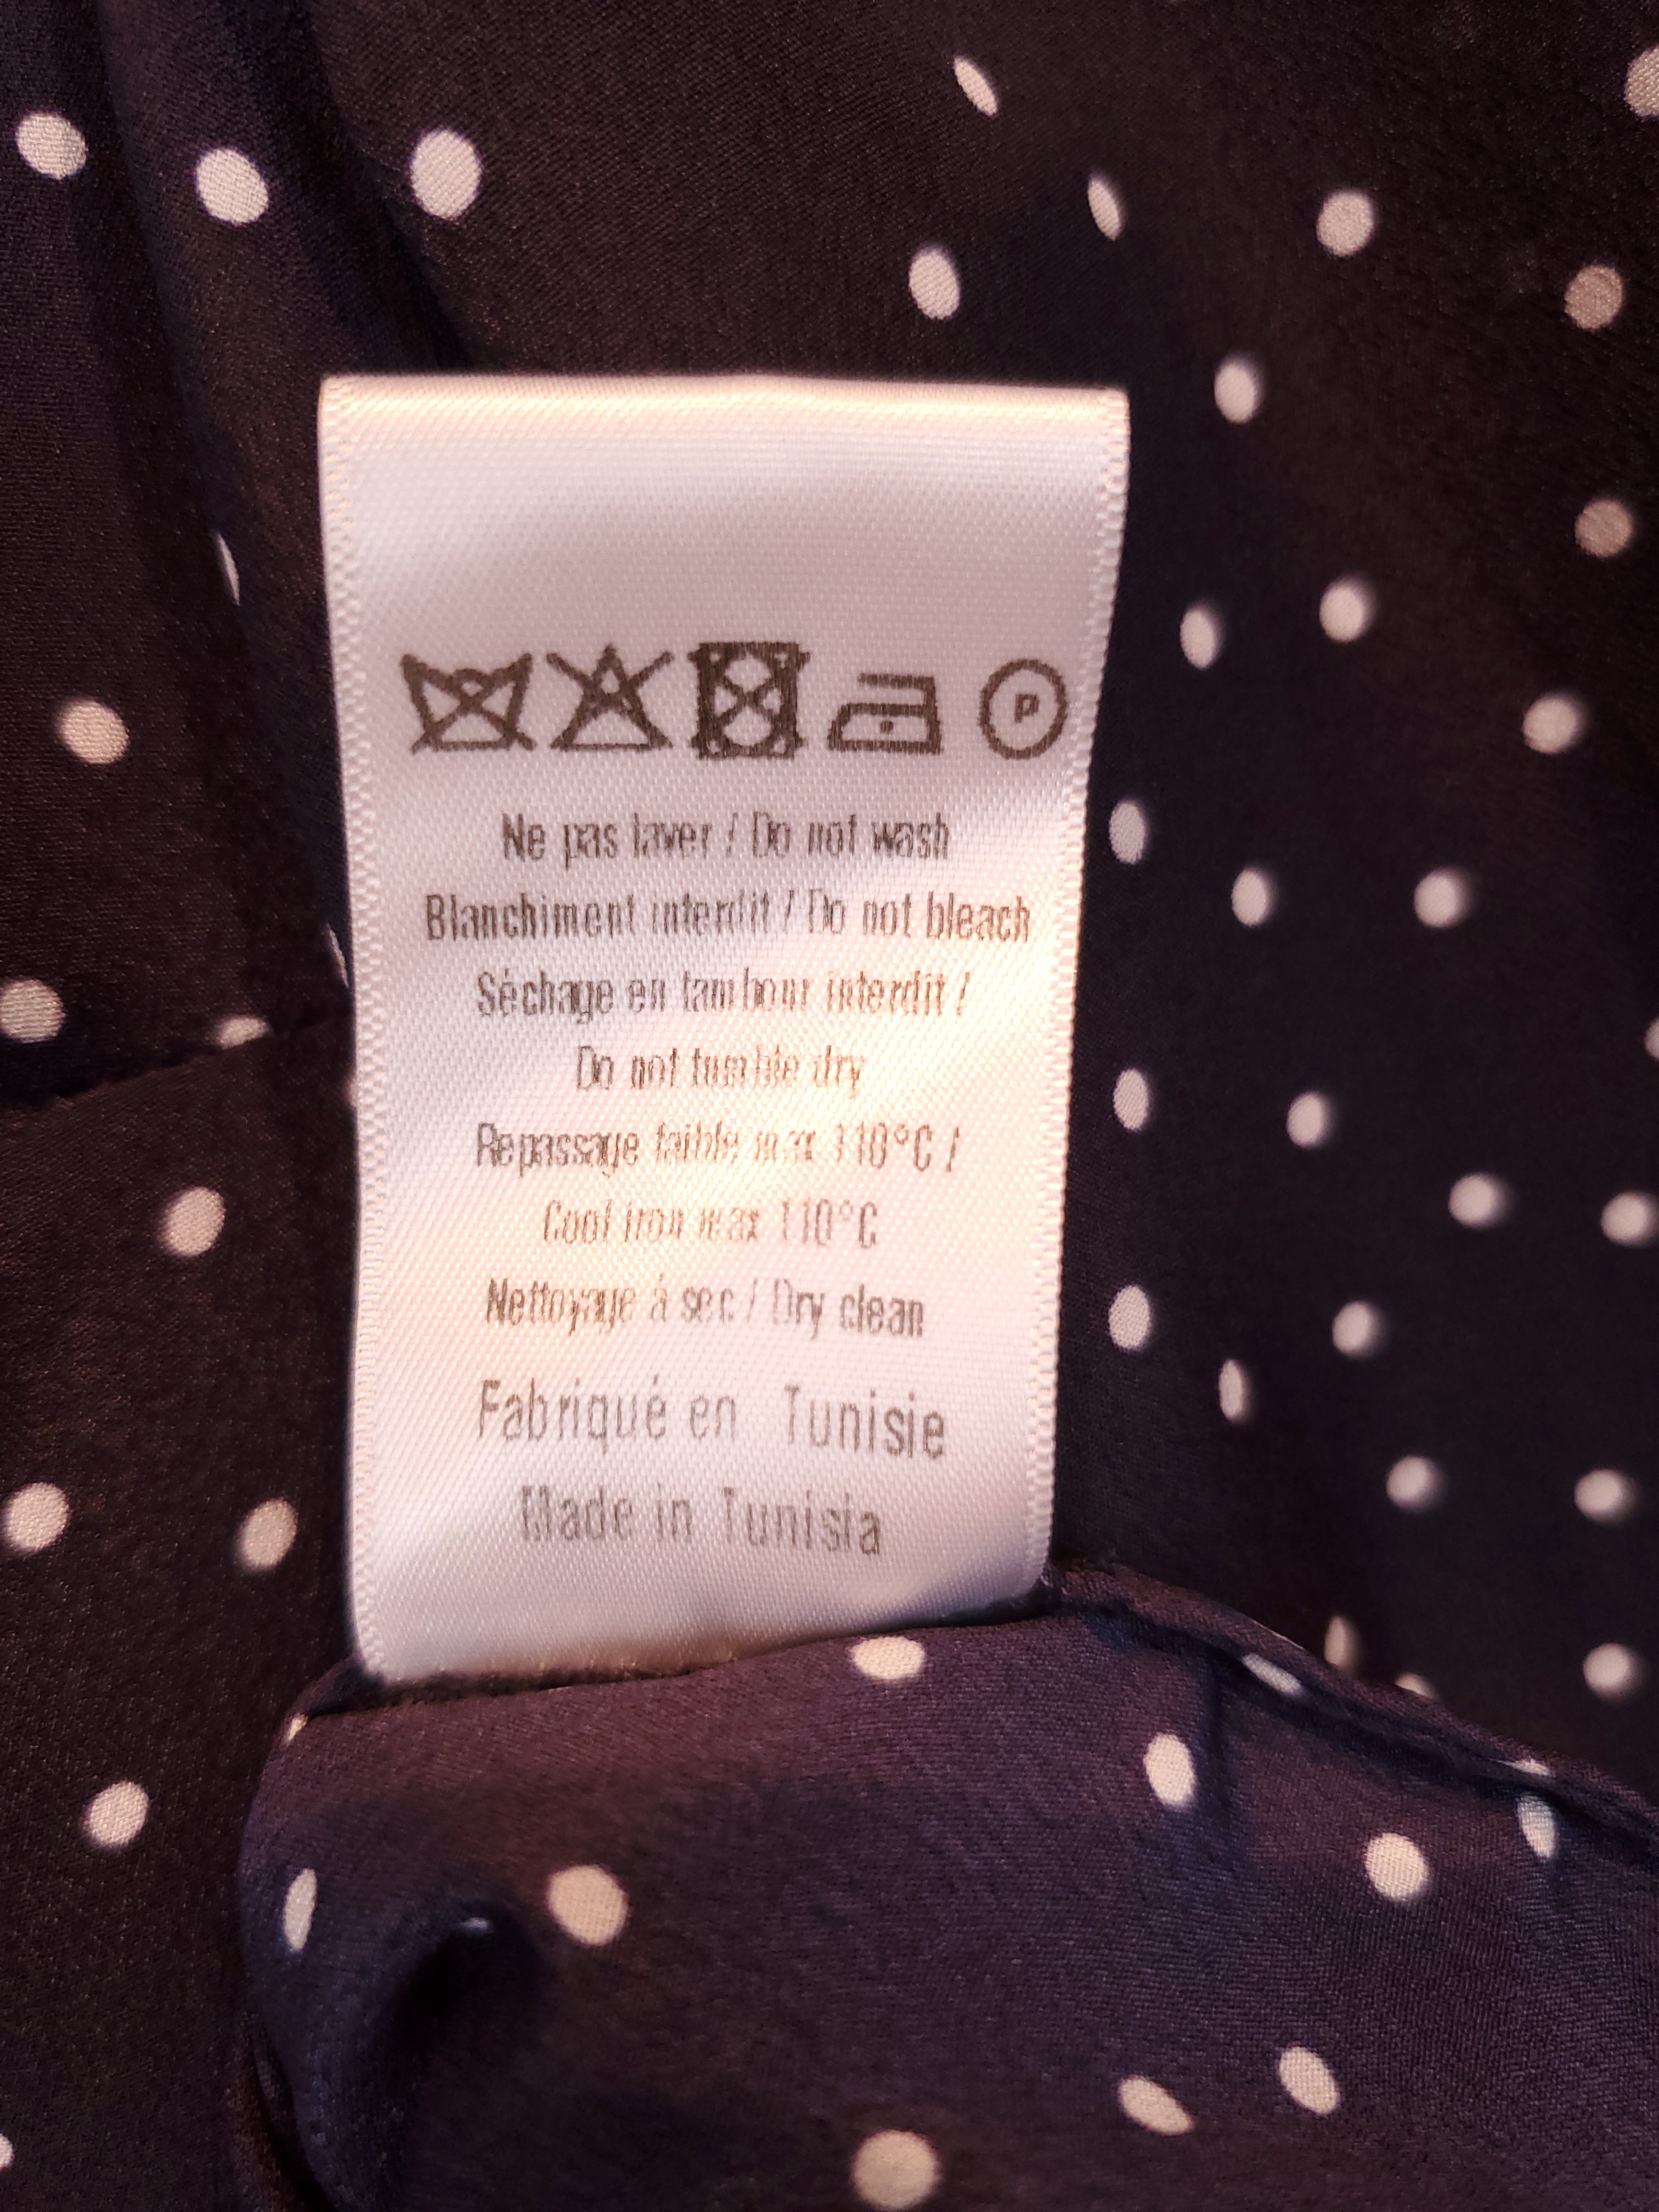 P
Ne pas laver / Do not wash
Blanchiment interdit / Do not bleach
Séchage en tambour interdit /
Do not tumble dry
Repassage faible max 110°C /
Cool iron max 110°C
Nettoyage à sec / Dry clean
Fabriqué en Tunisie
Made in Tunisia